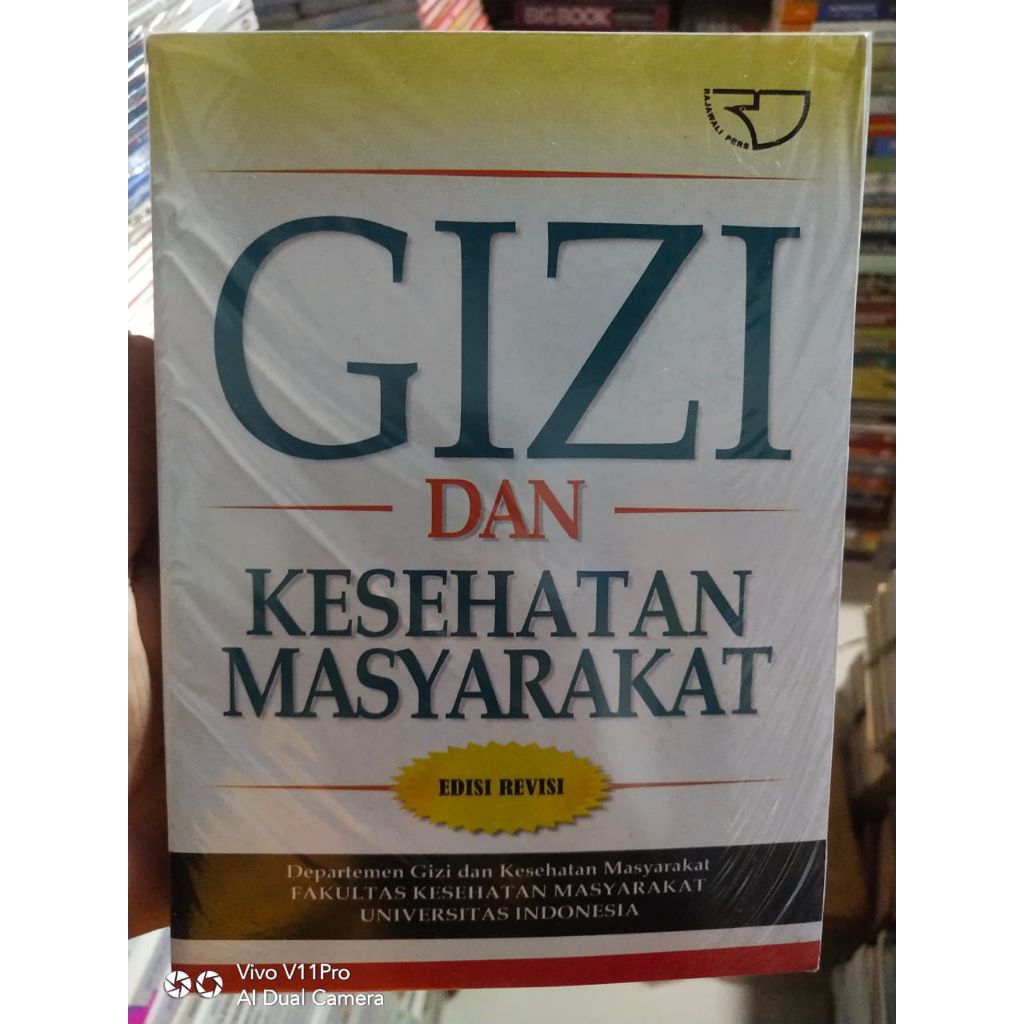 BIG BOOK
RAJAWALI PERS
GIZI
DAN
KESEHATAN
MASYARAKAT
EDISI REVISI
Departemen Gizi dan Kesehatan Masyarakat
FAKULTAS KESEHATAN MASYARAKAT
UNIVERSITAS INDONESIA
Vivo V11Pro
AI Dual Camera